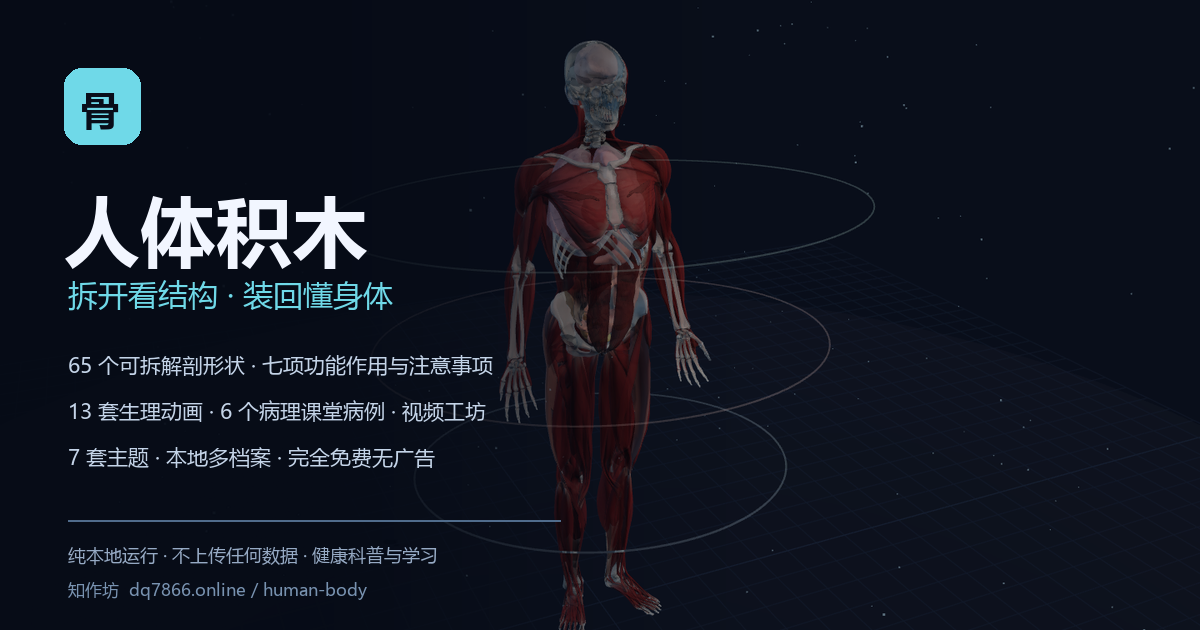 骨
人体积木
拆开看结构 · 装回懂身体
65 个可拆解剖形状 · 七项功能作用与注意事项
13 套生理动画 · 6 个病理课堂病例 · 视频工坊
7 套主题 · 本地多档案 · 完全免费无广告
纯本地运行 · 不上传任何数据 · 健康科普与学习
知作坊 dq7866.online / human-body